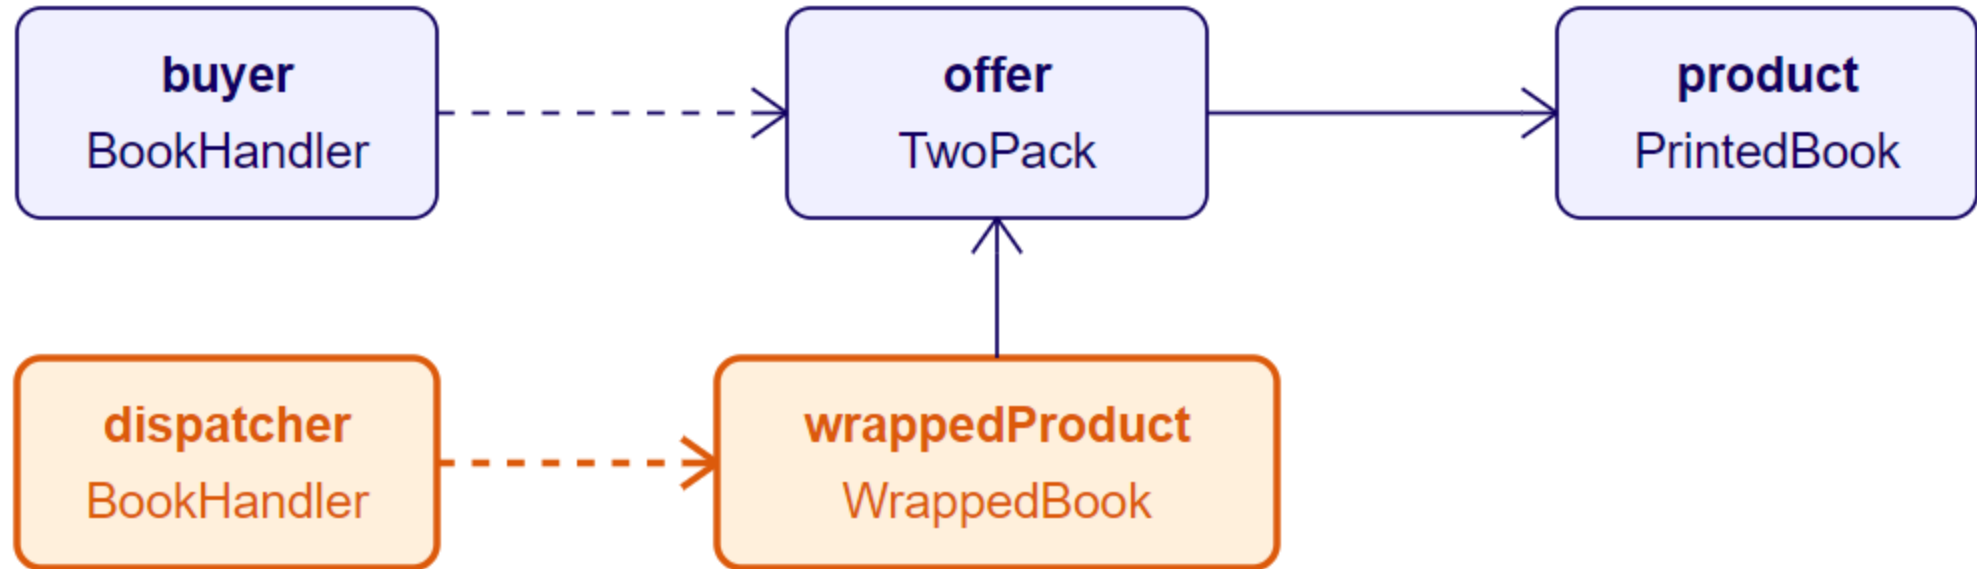 buyer
BookHandler
offer
TwoPack
product
PrintedBook
dispatcher
BookHandler
wrappedProduct
WrappedBook